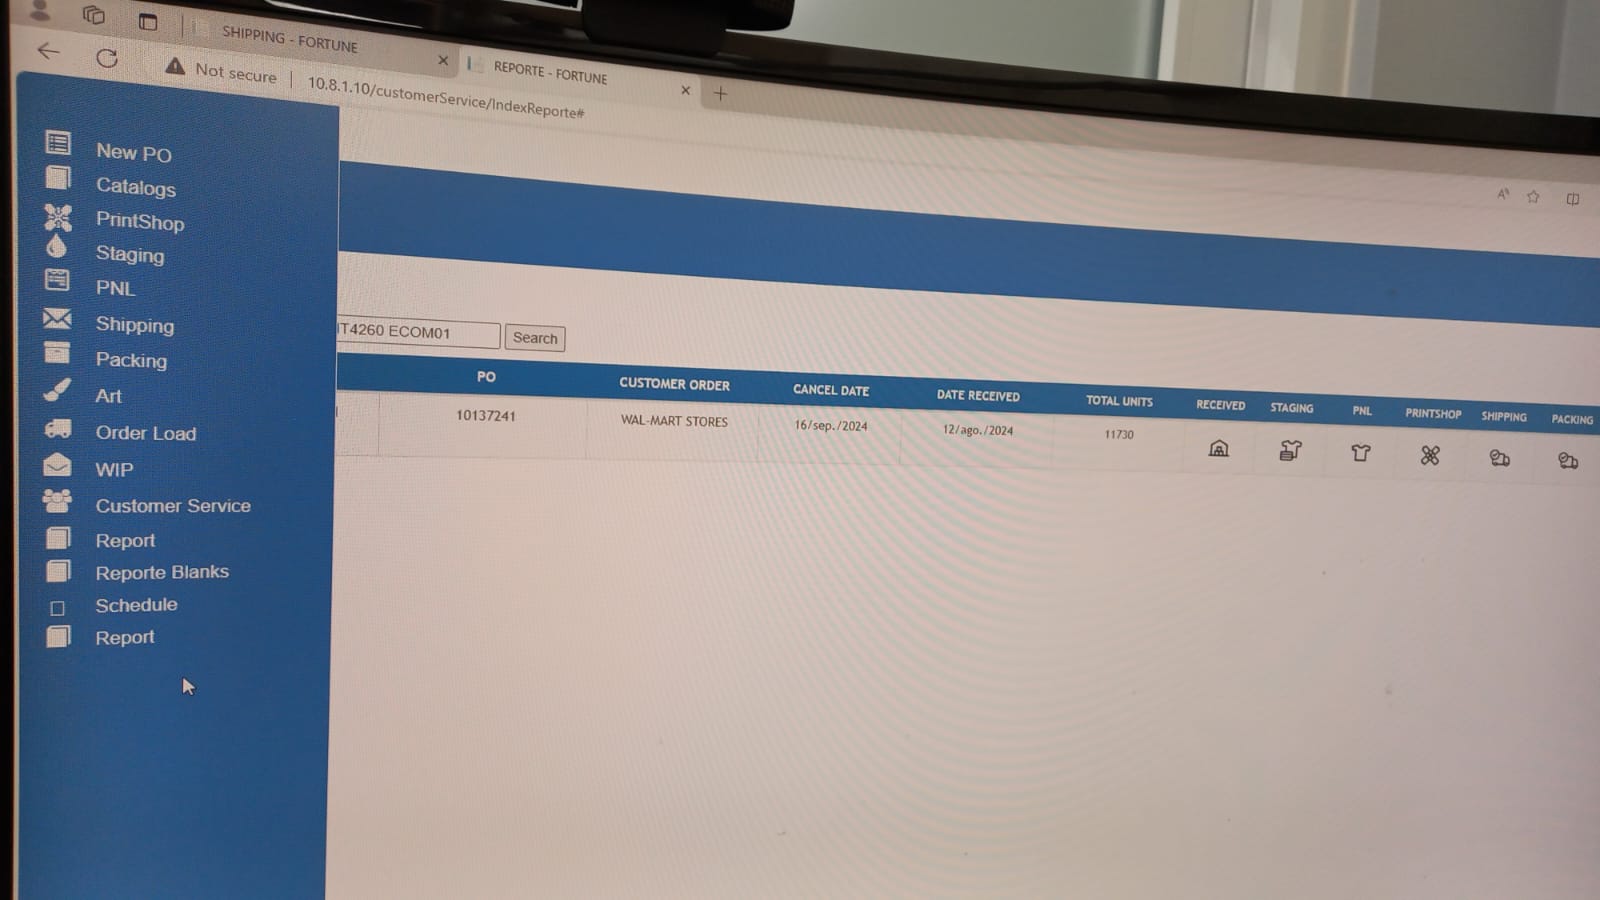 SHIPPING - FORTUNE
REPORTE - FORTUNE
Not secure
10.8.1.10/customerService/IndexReporte#
New PO
Catalogs
PrintShop
Staging
PNL
Shipping
Packing
Art
Order Load
WIP
Customer Service
Report
Reporte Blanks
Schedule
Report
IT4260 ECOM01
Search
PO CUSTOMER ORDER CANCEL DATE DATE RECEIVED TOTAL UNITS RECEIVED STAGING PNL PRINTSHOP SHIPPING PACKING
10137241 WAL-MART STORES 16/sep./2024 12/ago./2024 11730